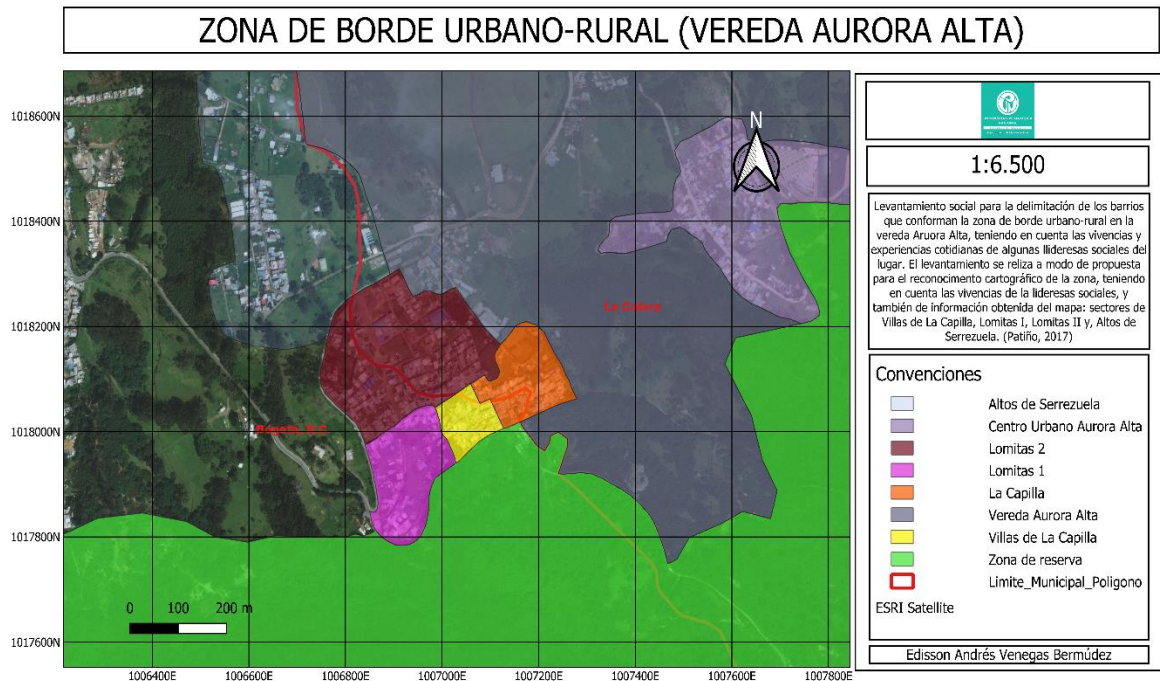 ZONA DE BORDE URBANO-RURAL (VEREDA AURORA ALTA)
1018600N
1018400N
1018200N
1018000N
1017800N
1017600N
N
La Calera
Bogotá, D.C.
0 100 200 m
1006400E 1006600E 1006800E 1007000E 1007200E 1007400E 1007600E 1007800E
1:6.500
Levantamiento social para la delimitación de los barrios
que conforman la zona de borde urbano-rural en la
vereda Aruora Alta, teniendo en cuenta las vivencias y
experiencias cotidianas de algunas llideresas sociales del
lugar. El levantamiento se reliza a modo de propuesta
para el reconocimento cartográfico de la zona, teniendo
en cuenta las vivencias de la lideresas sociales, y
también de información obtenida del mapa: sectores de
Villas de La Capilla, Lomitas I, Lomitas II y, Altos de
Serrezuela. (Patiño, 2017)
Convenciones
Altos de Serrezuela
Centro Urbano Aurora Alta
Lomitas 2
Lomitas 1
La Capilla
Vereda Aurora Alta
Villas de La Capilla
Zona de reserva
Limite_Municipal_Poligono
ESRI Satellite
Edisson Andrés Venegas Bermúdez